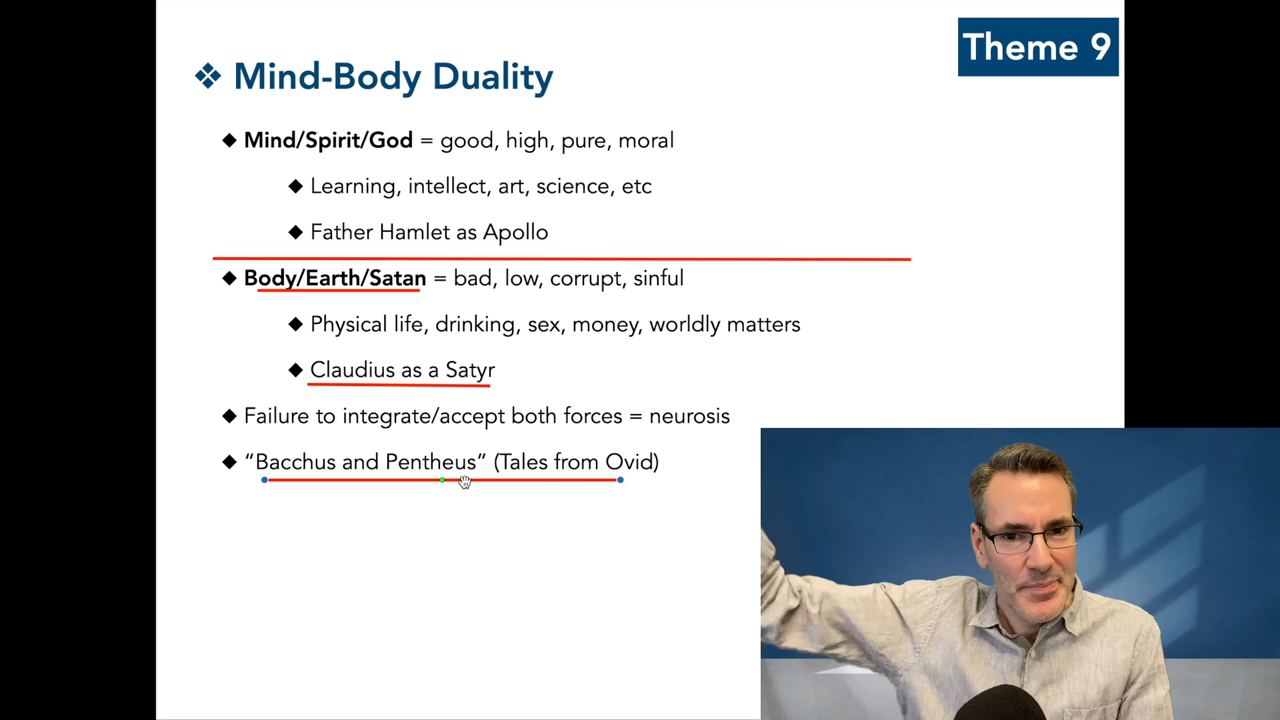 Theme 9
❖ Mind-Body Duality
◆ Mind/Spirit/God = good, high, pure, moral
◆ Learning, intellect, art, science, etc
◆ Father Hamlet as Apollo
◆ Body/Earth/Satan = bad, low, corrupt, sinful
◆ Physical life, drinking, sex, money, worldly matters
◆ Claudius as a Satyr
◆ Failure to integrate/accept both forces = neurosis
◆ “Bacchus and Pentheus” (Tales from Ovid)